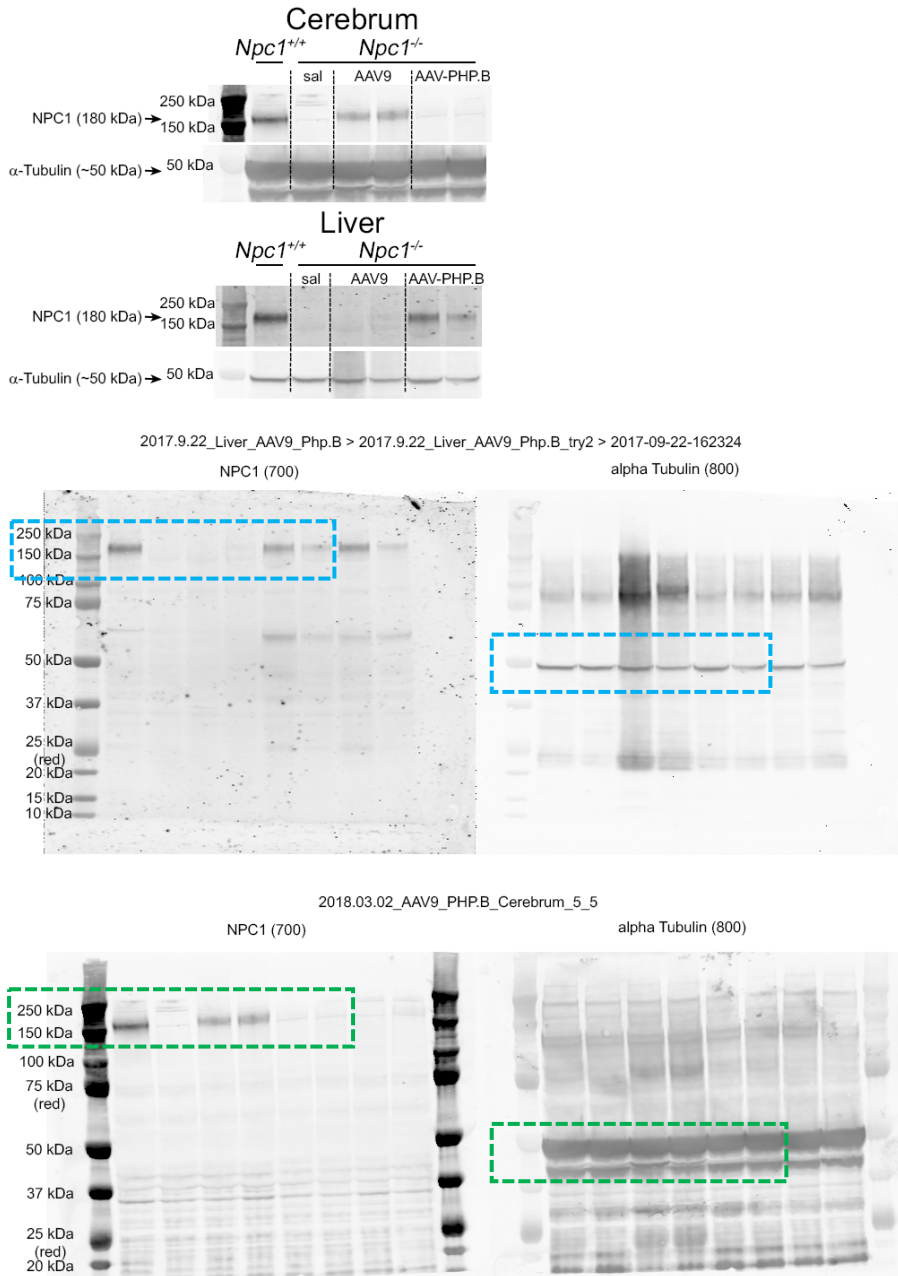 Cerebrum
Npc1+/+ Npc1-/-
sal AAV9 AAV-PHP.B
250 kDa
NPC1 (180 kDa)
150 kDa
α-Tubulin (~50 kDa) 50 kDa
Liver
Npc1+/+ Npc1-/-
sal AAV9 AAV-PHP.B
250 kDa
NPC1 (180 kDa)
150 kDa
α-Tubulin (~50 kDa) 50 kDa
2017.9.22_Liver_AAV9_Php.B > 2017.9.22_Liver_AAV9_Php.B_try2 > 2017-09-22-162324
NPC1 (700) alpha Tubulin (800)
250 kDa
150 kDa
100 kDa
75 kDa
50 kDa
37 kDa
25 kDa
(red)
20 kDa
15 kDa
10 kDa
2018.03.02_AAV9_PHP.B_Cerebrum_5_5
NPC1 (700) alpha Tubulin (800)
250 kDa
150 kDa
100 kDa
75 kDa
(red)
50 kDa
37 kDa
25 kDa
(red)
20 kDa